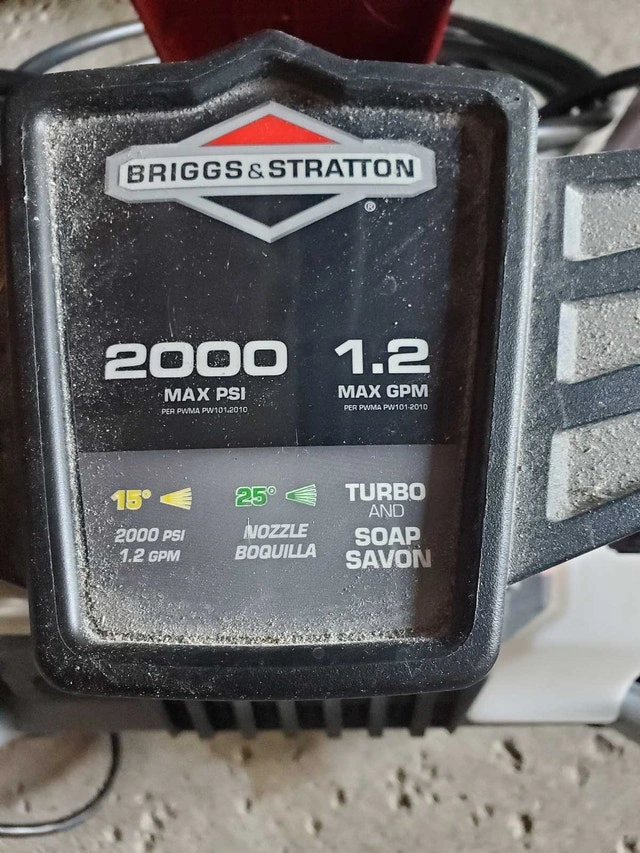 BRIGGS & STRATTON
®
2000 1.2
MAX PSI MAX GPM
PER PWMA PW101-2010 PER PWMA PW101-2010
15° 25° TURBO
AND
2000 PSI NOZZLE SOAP
1.2 GPM BOQUILLA SAVON